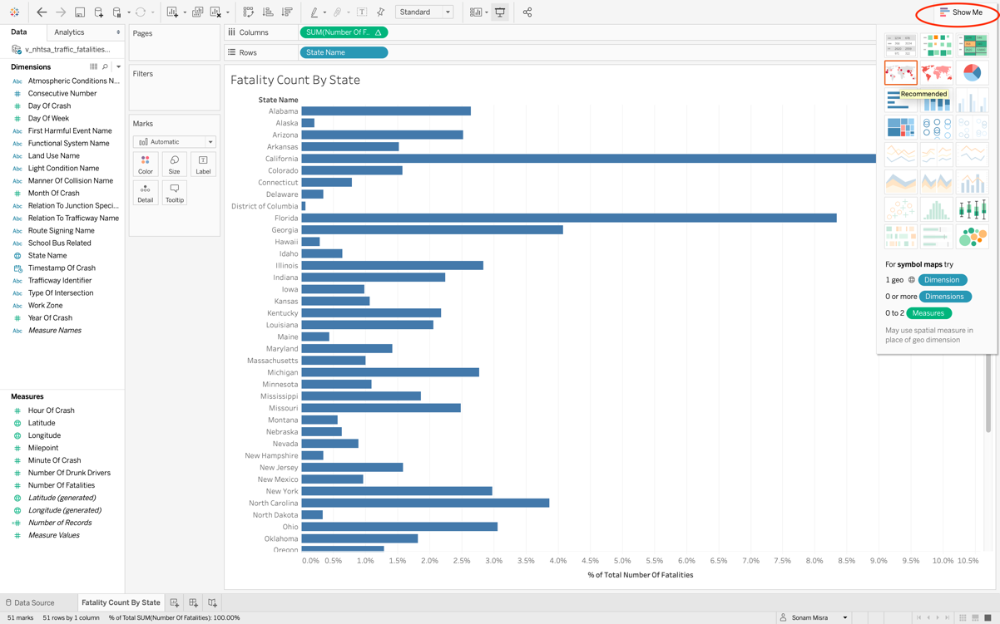 Standard
Show Me
Data
Analytics
v_nhtsa_traffic_fatalities...
Dimensions
Abc Atmospheric Conditions N...
Consecutive Number
Day Of Crash
Day Of Week
Abc First Harmful Event Name
Abc Functional System Name
Abc Land Use Name
Abc Light Condition Name
Abc Manner Of Collision Name
Month Of Crash
Abc Relation To Junction Speci...
Abc Relation To Trafficway Name
Abc Route Signing Name
Abc School Bus Related
State Name
Timestamp Of Crash
Abc Trafficway Identifier
Abc Type Of Intersection
Abc Work Zone
Year Of Crash
Abc Measure Names
Measures
Hour Of Crash
Latitude
Longitude
Milepoint
Minute Of Crash
Number Of Drunk Drivers
Number Of Fatalities
Latitude (generated)
Longitude (generated)
Number of Records
Measure Values
Pages
Filters
Marks
Automatic
Color
Size
Label
Detail
Tooltip
Columns
SUM(Number Of F..
Rows
State Name
Fatality Count By State
State Name
Alabama
Alaska
Arizona
Arkansas
California
Colorado
Connecticut
Delaware
District of Columbia
Florida
Georgia
Hawaii
Idaho
Illinois
Indiana
Iowa
Kansas
Kentucky
Louisiana
Maine
Maryland
Massachusetts
Michigan
Minnesota
Mississippi
Missouri
Montana
Nebraska
Nevada
New Hampshire
New Jersey
New Mexico
New York
North Carolina
North Dakota
Ohio
Oklahoma
Oregon
0.0% 0.5% 1.0% 1.5% 2.0% 2.5% 3.0% 3.5% 4.0% 4.5% 5.0% 5.5% 6.0% 6.5% 7.0% 7.5% 8.0% 8.5% 9.0% 9.5% 10.0% 10.5%
% of Total Number Of Fatalities
Recommended
For symbol maps try
1 geo Dimension
0 or more Dimensions
0 to 2 Measures
May use spatial measure in
place of geo dimension
Data Source
Fatality Count By State
51 marks 51 rows by 1 column % of Total SUM(Number Of Fatalities): 100.00%
Sonam Misra